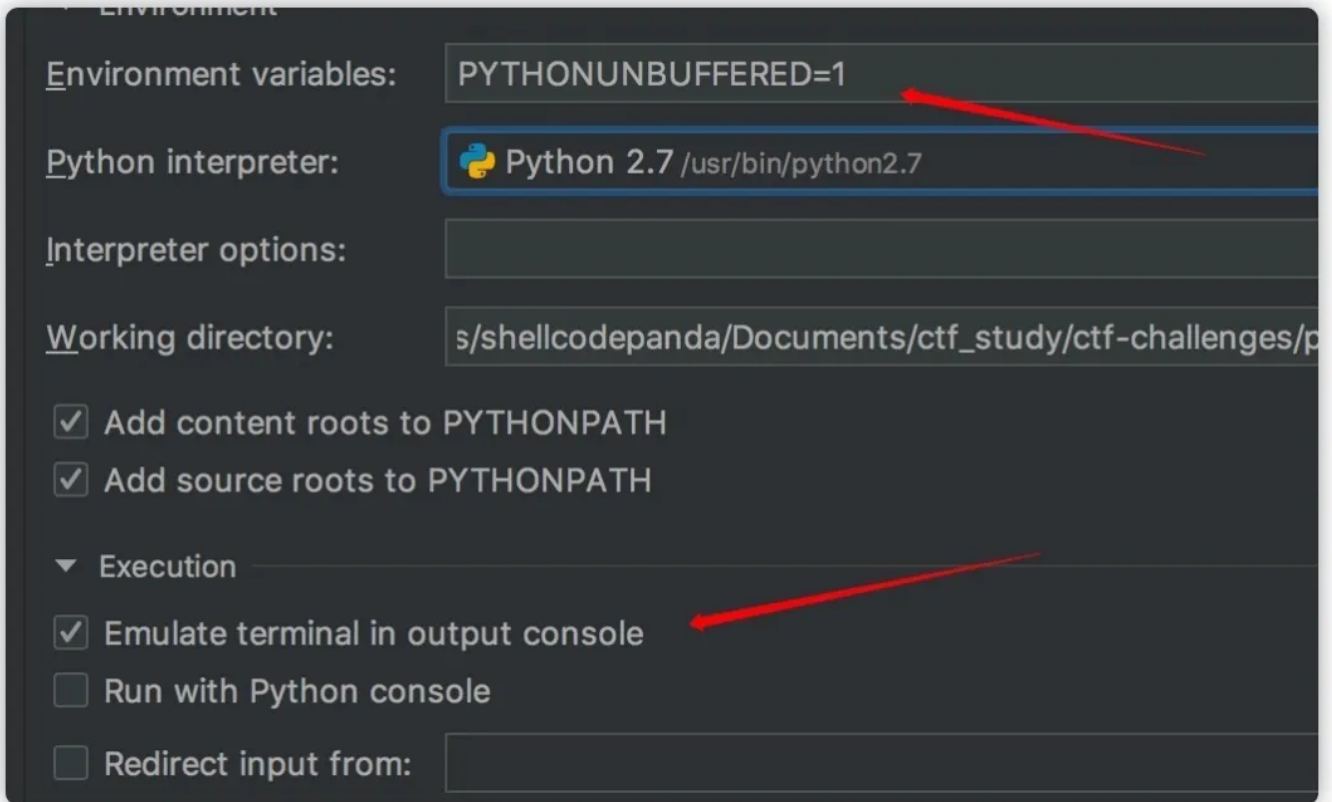 Environment
Environment variables: PYTHONUNBUFFERED=1
Python interpreter: Python 2.7 /usr/bin/python2.7
Interpreter options:
Working directory: s/shellcodepanda/Documents/ctf_study/ctf-challenges/p
Add content roots to PYTHONPATH
Add source roots to PYTHONPATH
Execution
Emulate terminal in output console
Run with Python console
Redirect input from: